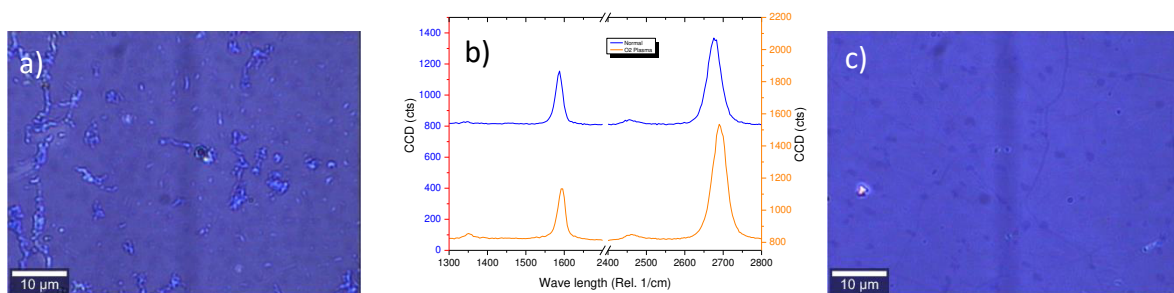 a)
10 μm
b)
Normal
O2 Plasma
CCD (cts)
1400
1200
1000
800
600
400
200
0
2200
2000
1800
1600
1400
1200
1000
800
CCD (cts)
1300 1400 1500 1600 2400 2500 2600 2700 2800
Wave length (Rel. 1/cm)
c)
10 μm